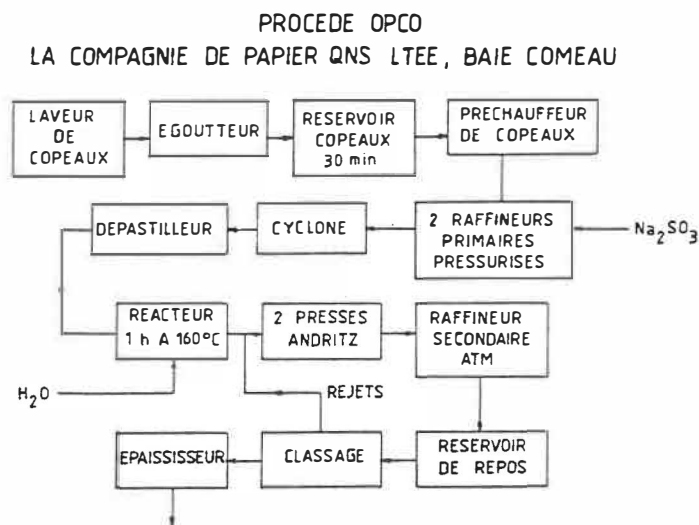 PROCEDE OPCO
LA COMPAGNIE DE PAPIER QNS LTEE, BAIE COMEAU
LAVEUR
DE
COPEAUX
EGOUTTEUR
RESERVOIR
COPEAUX
30 min
PRECHAUFFEUR
DE COPEAUX
DEPASTILLEUR
CYCLONE
2 RAFFINEURS
PRIMAIRES
PRESSURISES
Na₂SO₃
REACTEUR
1 h A 160°C
2 PRESSES
ANDRITZ
RAFFINEUR
SECONDAIRE
ATM
H₂O
REJETS
EPAISSISSEUR
CLASSAGE
RESERVOIR
DE REPOS